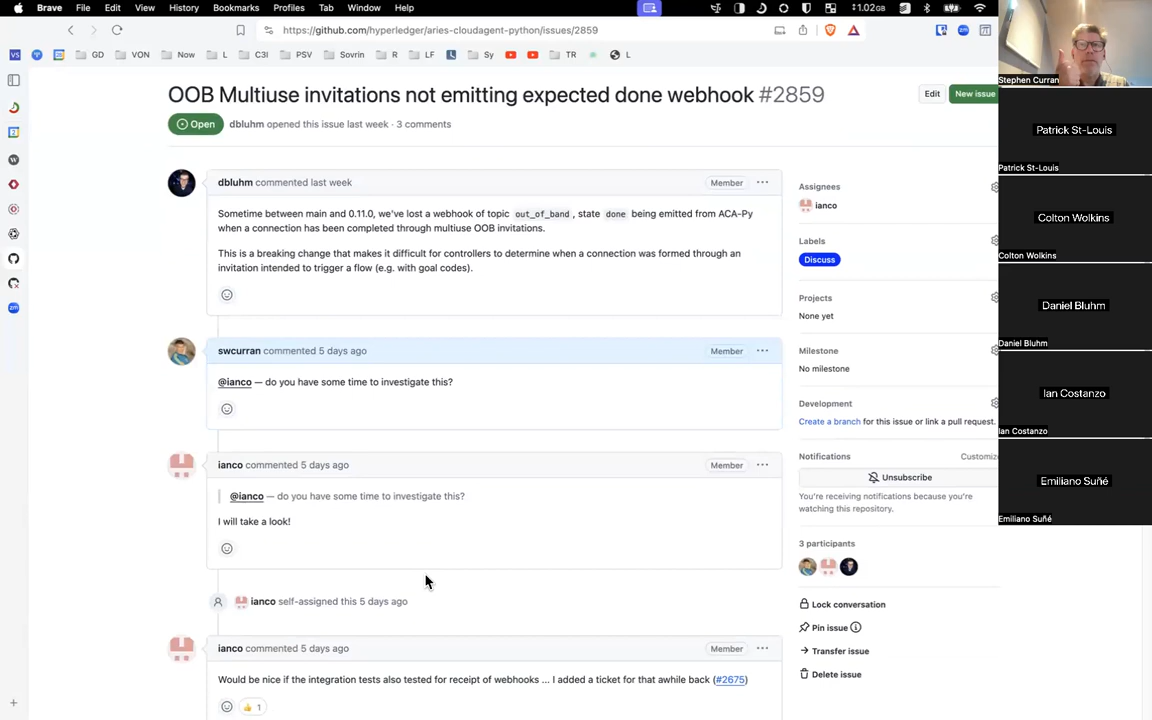 Brave File Edit View History Bookmarks Profiles Tab Window Help
1.02GB
https://github.com/hyperledger/aries-cloudagent-python/issues/2859
VS GD VON Now L C3I PSV Sovrin R LF L Sy TR L
OOB Multiuse invitations not emitting expected done webhook #2859
Edit New issue
Open dbluhm opened this issue last week · 3 comments
dbluhm commented last week Member
Sometime between main and 0.11.0, we've lost a webhook of topic out_of_band, state done being emitted from ACA-Py
when a connection has been completed through multiuse OOB invitations.
This is a breaking change that makes it difficult for controllers to determine when a connection was formed through an
invitation intended to trigger a flow (e.g. with goal codes).
swcurran commented 5 days ago Member
@ianco — do you have some time to investigate this?
ianco commented 5 days ago Member
@ianco — do you have some time to investigate this?
I will take a look!
ianco self-assigned this 5 days ago
ianco commented 5 days ago Member
Would be nice if the integration tests also tested for receipt of webhooks ... I added a ticket for that awhile back (#2675)
👍 1
Assignees
ianco
Labels
Discuss
Projects
None yet
Milestone
No milestone
Development
Create a branch for this issue or link a pull request.
Notifications Customize
Unsubscribe
You're receiving notifications because you're
watching this repository.
3 participants
Lock conversation
Pin issue
Transfer issue
Delete issue
Stephen Curran
Patrick St-Louis
Patrick St-Louis
Colton Wolkins
Colton Wolkins
Daniel Bluhm
Daniel Bluhm
Ian Costanzo
Ian Costanzo
Emiliano Suñé
Emiliano Suñé
zm